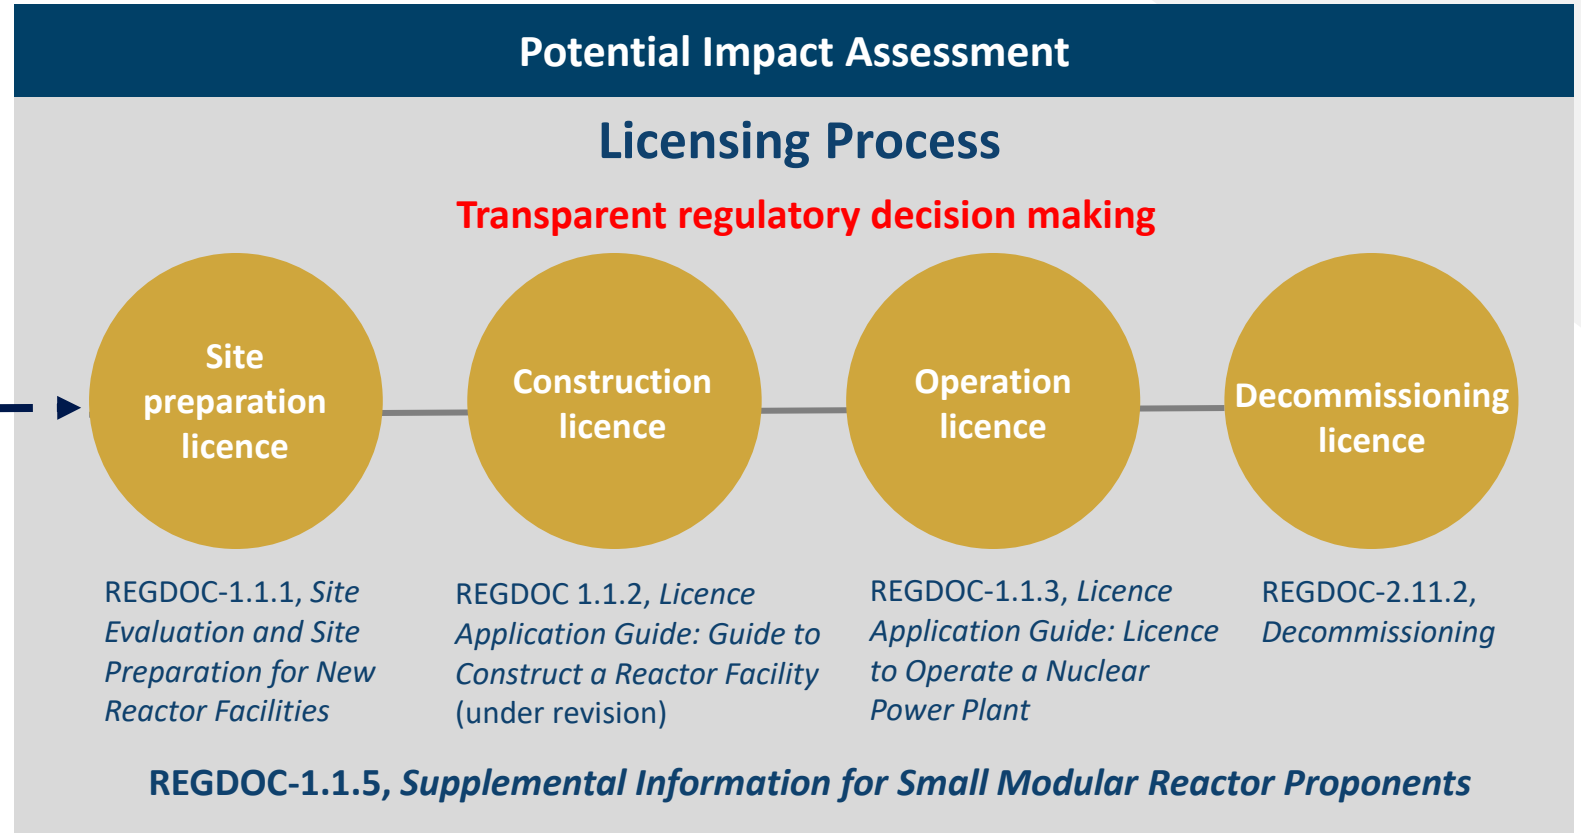 Potential Impact Assessment
Licensing Process
Transparent regulatory decision making
Site
preparation
licence
Construction
licence
Operation
licence
Decommissioning
licence
REGDOC-1.1.1, Site
Evaluation and Site
Preparation for New
Reactor Facilities
REGDOC 1.1.2, Licence
Application Guide: Guide to
Construct a Reactor Facility
(under revision)
REGDOC-1.1.3, Licence
Application Guide: Licence
to Operate a Nuclear
Power Plant
REGDOC-2.11.2,
Decommissioning
REGDOC-1.1.5, Supplemental Information for Small Modular Reactor Proponents